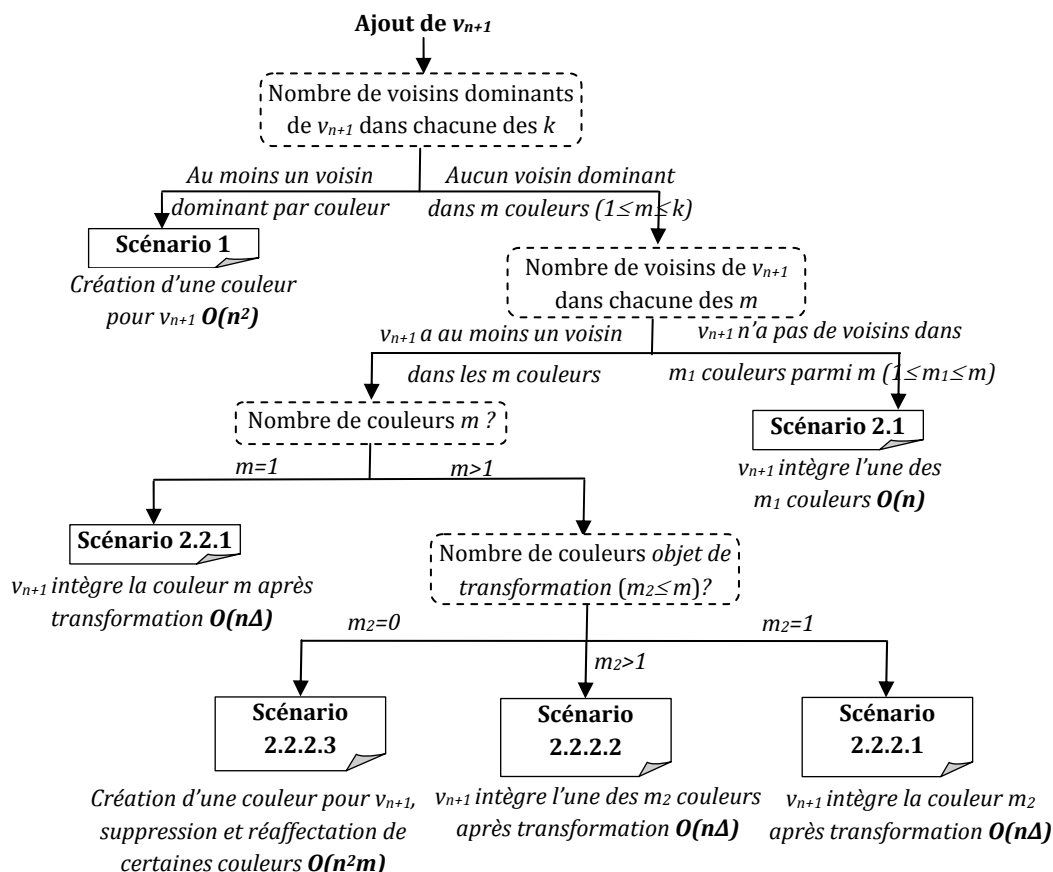 Ajout de vn+1
Nombre de voisins dominants
de vn+1 dans chacune des k
Au moins un voisin
dominant par couleur
Aucun voisin dominant
dans m couleurs (1≤m≤k)
Scénario 1
Création d'une couleur
pour vn+1 O(n²)
Nombre de voisins de vn+1
dans chacune des m
vn+1 a au moins un voisin
dans les m couleurs
vn+1 n'a pas de voisins dans
m1 couleurs parmi m (1≤m1≤m)
Nombre de couleurs m ?
Scénario 2.1
vn+1 intègre l'une des
m1 couleurs O(n)
m=1
m>1
Scénario 2.2.1
vn+1 intègre la couleur m après
transformation O(nΔ)
Nombre de couleurs objet de
transformation (m2≤m)?
m2=0
m2>1
m2=1
Scénario
2.2.2.3
Création d'une couleur pour vn+1,
suppression et réaffectation de
certaines couleurs O(n²m)
Scénario
2.2.2.2
vn+1 intègre l'une des m2 couleurs
après transformation O(nΔ)
Scénario
2.2.2.1
vn+1 intègre la couleur m2
après transformation O(nΔ)